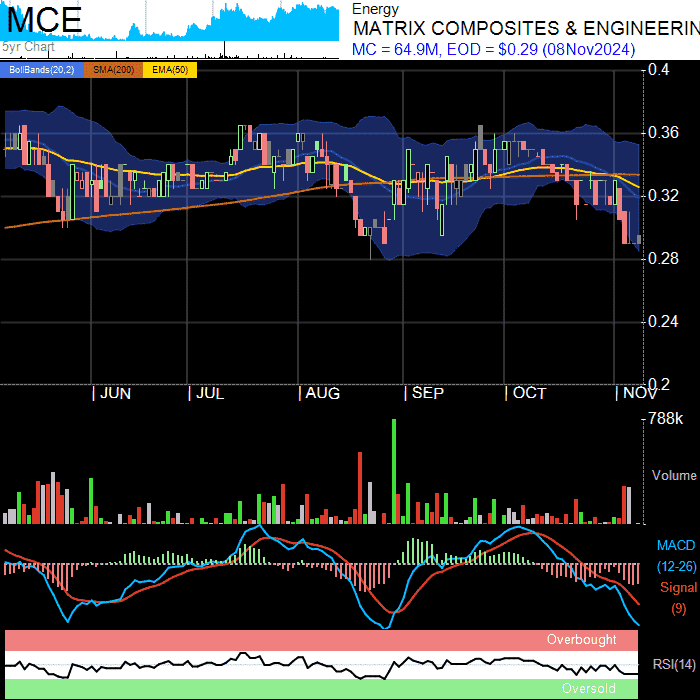 MCE
5yr Chart
Energy
MATRIX COMPOSITES & ENGINEERIN
MC = 64.9M, EOD = $0.29 (08Nov2024)
BollBands(20,2) SMA(200) EMA(50)
0.4
0.36
0.32
0.28
0.24
0.2
| JUN | JUL | AUG | SEP | OCT | NOV
788k
Volume
MACD
(12-26)
Signal
(9)
Overbought
RSI(14)
Oversold